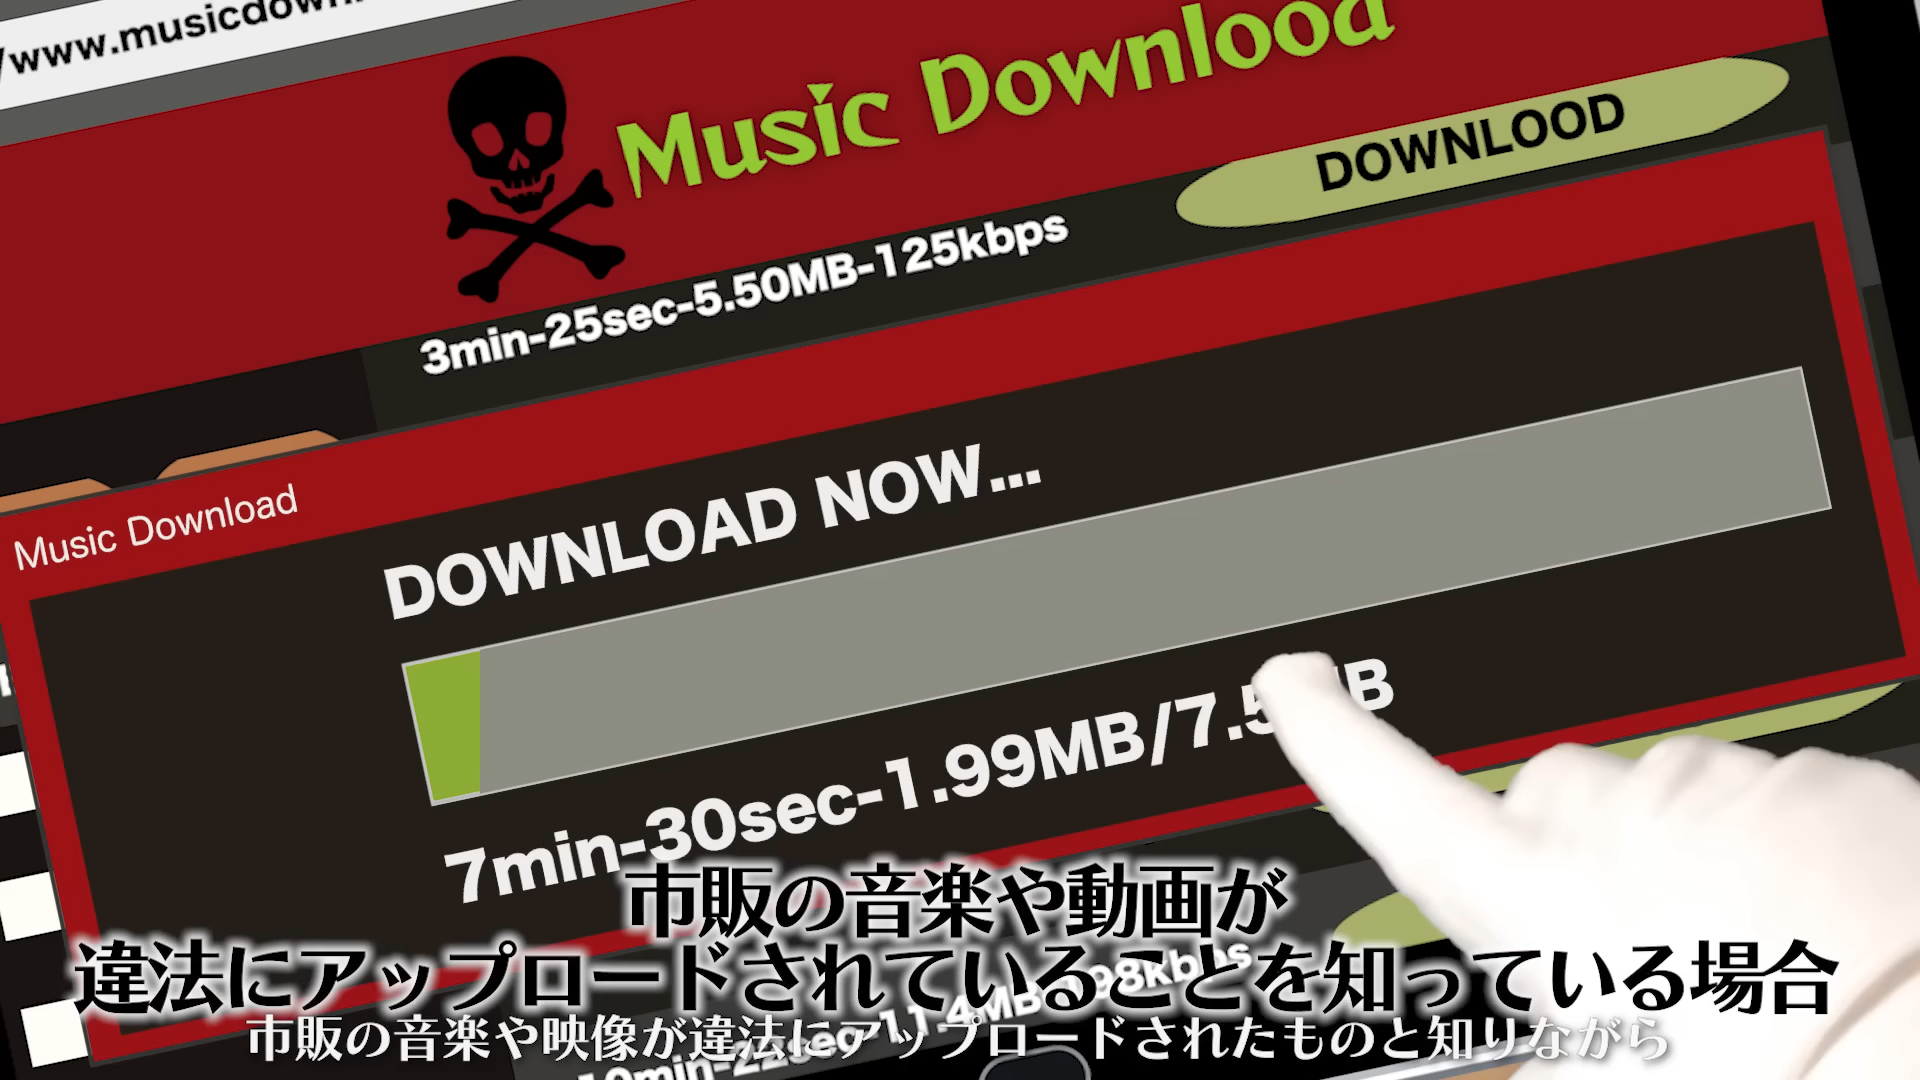 /www.musicdown
Music Downlood
DOWNLOOD
3min-25sec-5.50MB-125kbps
Music Download
DOWNLOAD NOW...
7min-30sec-1.99MB/7.5
市販の音楽や動画が
違法にアップロードされていることを知っている場合
市販の音楽や映像が違法にアップロードされたものと知りながら